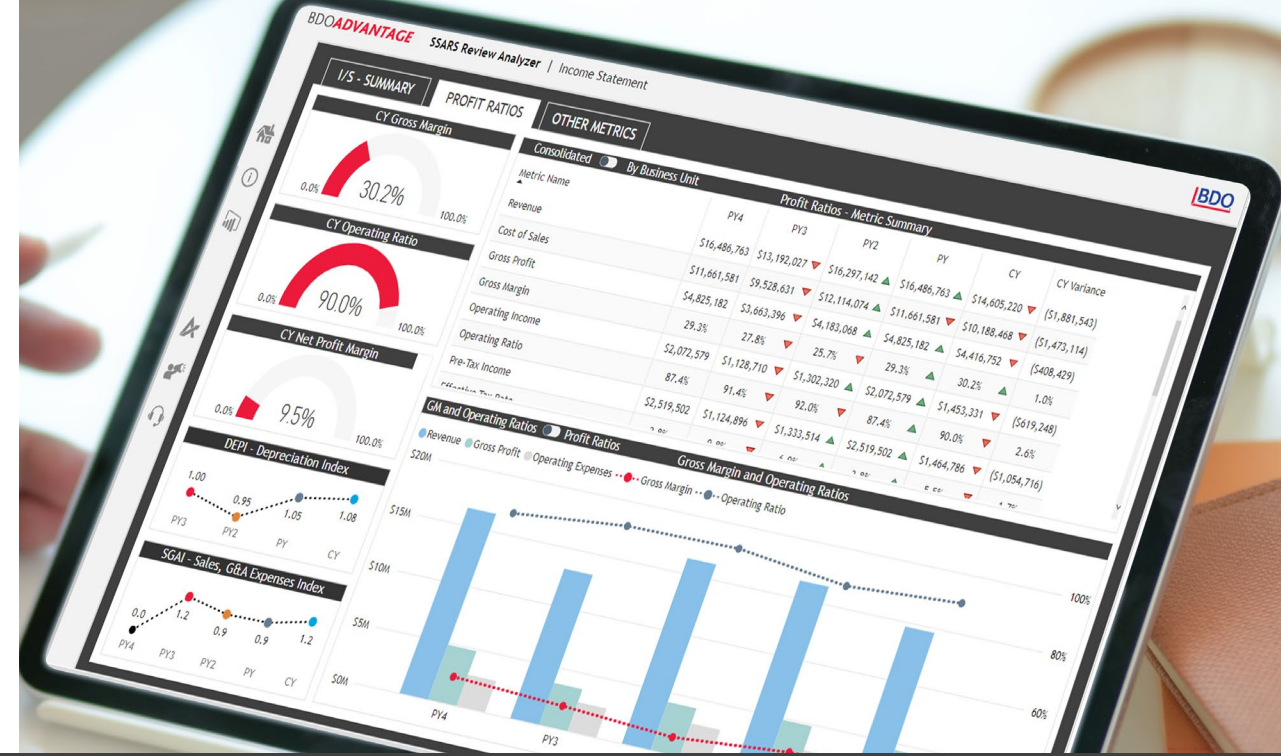 BDOADVANTAGE SSARS Review Analyzer | Income Statement
BDO
I/S - SUMMARY PROFIT RATIOS OTHER METRICS
CY Gross Margin
30.2%
0.0% 100.0%
CY Operating Ratio
90.0%
0.0% 100.0%
CY Net Profit Margin
9.5%
0.0% 100.0%
DEPI - Depreciation Index
1.00 0.95 1.05 1.08
PY3 PY2 PY CY
SGAI - Sales, G&A Expenses Index
0.0 1.2 0.9 0.9 1.2
PY4 PY3 PY2 PY CY
Consolidated By Business Unit Profit Ratios - Metric Summary
Metric Name PY4 PY3 PY2 PY CY CY Variance
Revenue $16,486,763 $13,192,027 $16,297,142 $16,486,763 $14,605,220 ($1,881,543)
Cost of Sales $11,661,581 $9,528,631 $12,114,074 $11,661,581 $10,188,468 ($1,473,114)
Gross Profit $4,825,182 $3,663,396 $4,183,068 $4,825,182 $4,416,752 ($408,429)
Gross Margin 29.3% 27.8% 25.7% 29.3% 30.2% 1.0%
Operating Income $2,072,579 $1,128,710 $1,302,320 $2,072,579 $1,453,331 ($619,248)
Operating Ratio 87.4% 91.4% 92.0% 87.4% 90.0% 2.6%
Pre-Tax Income $2,519,502 $1,124,896 $1,333,514 $2,519,502 $1,464,786 ($1,054,716)
GM and Operating Ratios Profit Ratios Gross Margin and Operating Ratios
Revenue Gross Profit Operating Expenses Gross Margin Operating Ratio
$20M
$15M
$10M
$5M
$0M
100%
80%
60%
PY4 PY3